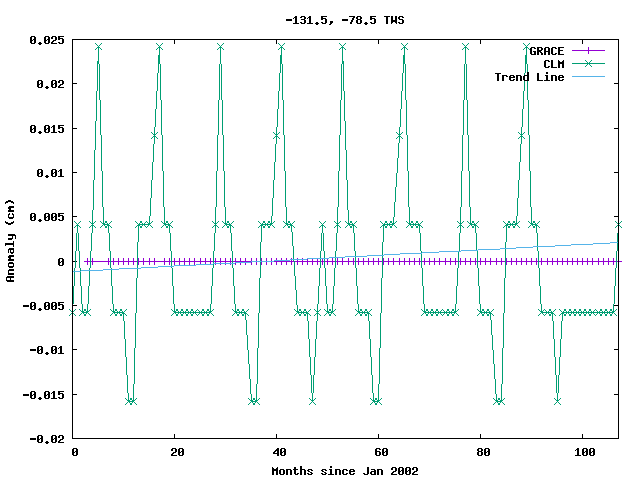 -131.5, -78.5 TWS
0.025
0.025
0.015
0.01
0.005
0
-0.005
-0.01
-0.015
-0.02
Anomaly (cm)
GRACE
CLM
Trend Line
0 20 40 60 80 100
Months since Jan 2002